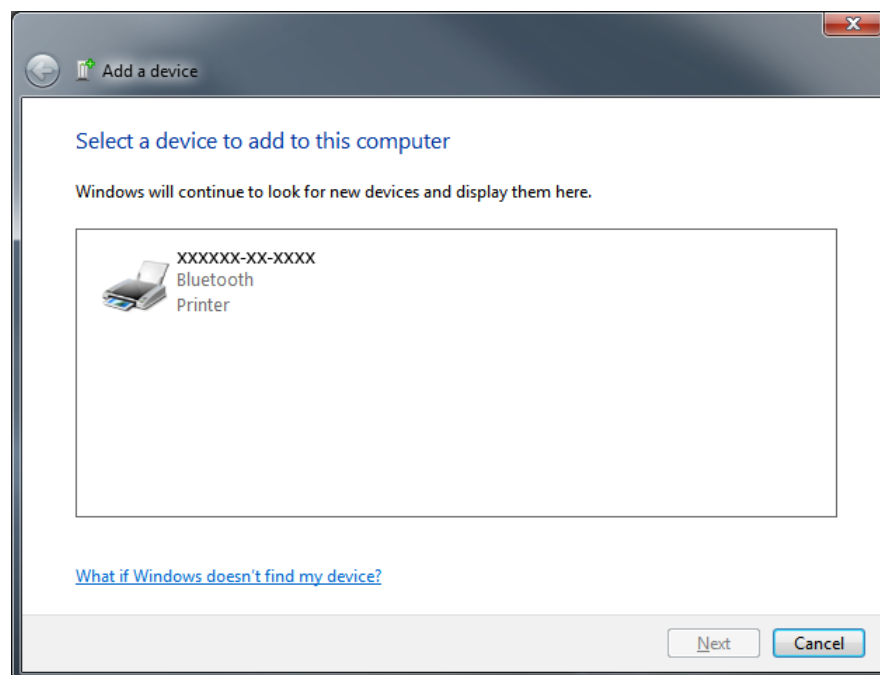 Add a device
Select a device to add to this computer
Windows will continue to look for new devices and display them here.
XXXXXX-XX-XXXX
Bluetooth
Printer
What if Windows doesn't find my device?
Next
Cancel